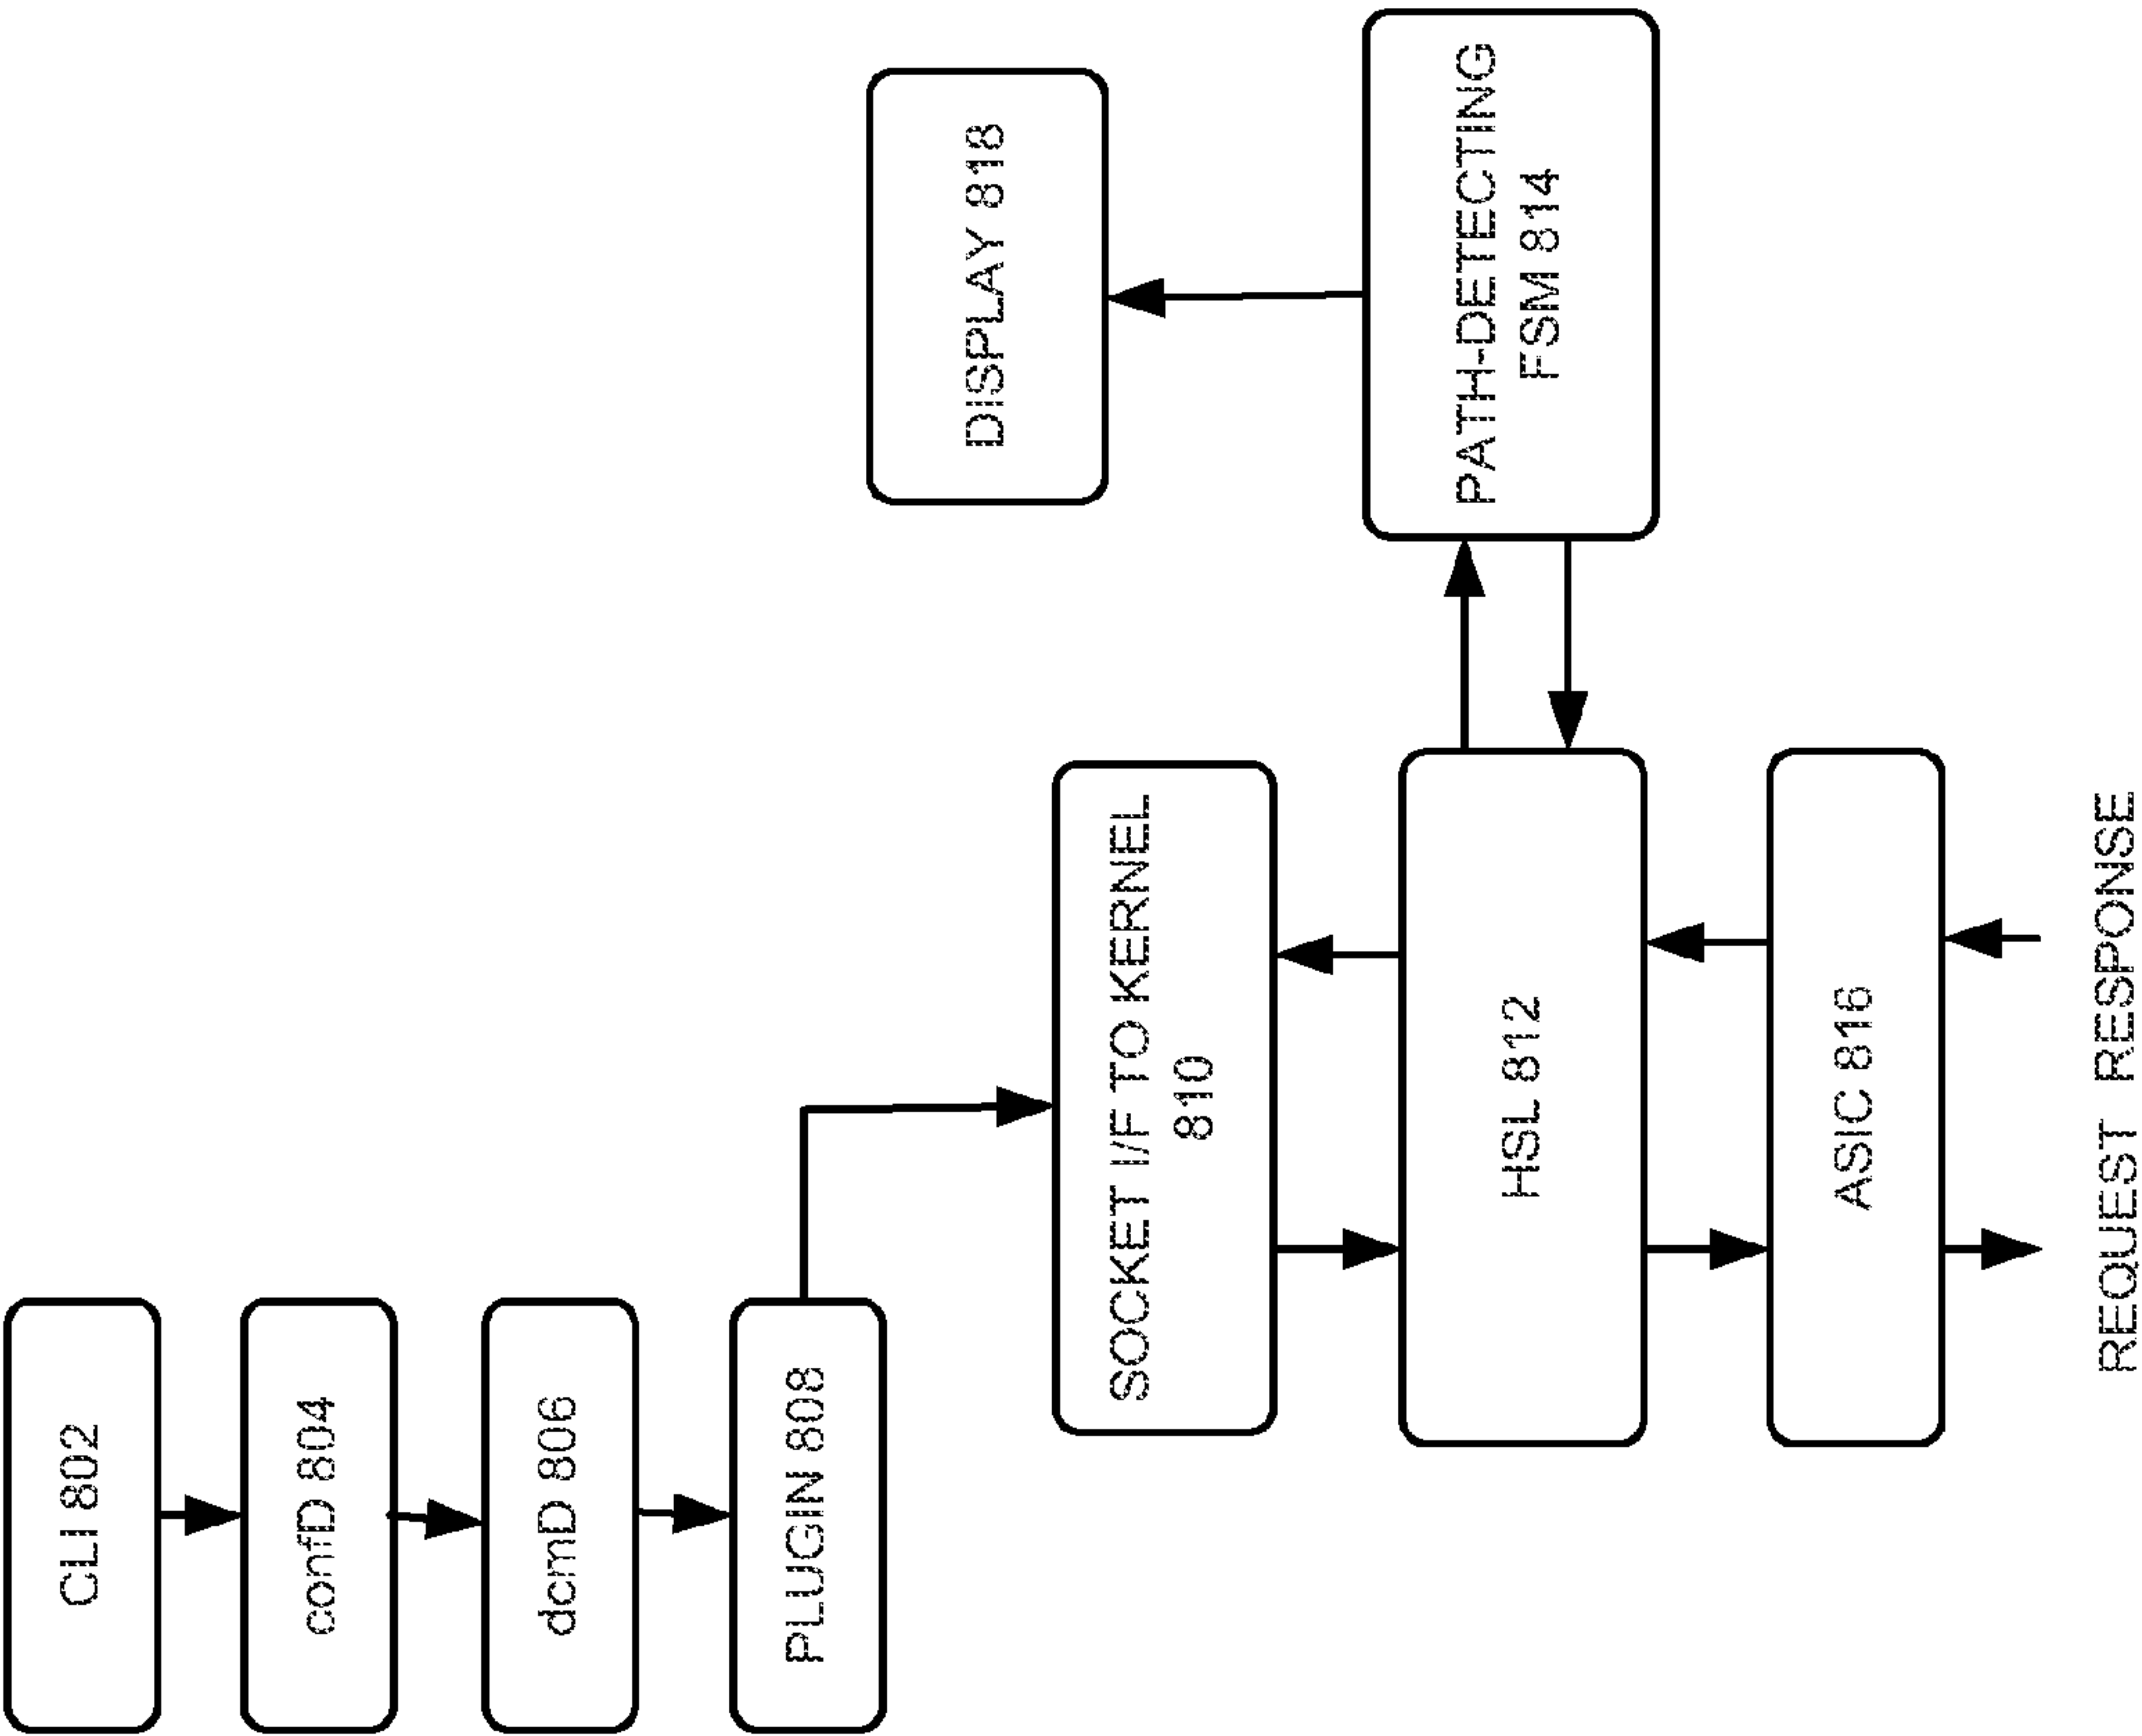 CLI 802
confD 804
dcmD 806
PLUGIN 808
DISPLAY 818
SOCKET I/F TO KERNEL
810
PATH-DETECTING
FSM 814
HSL 812
ASIC 816
REQUEST RESPONSE